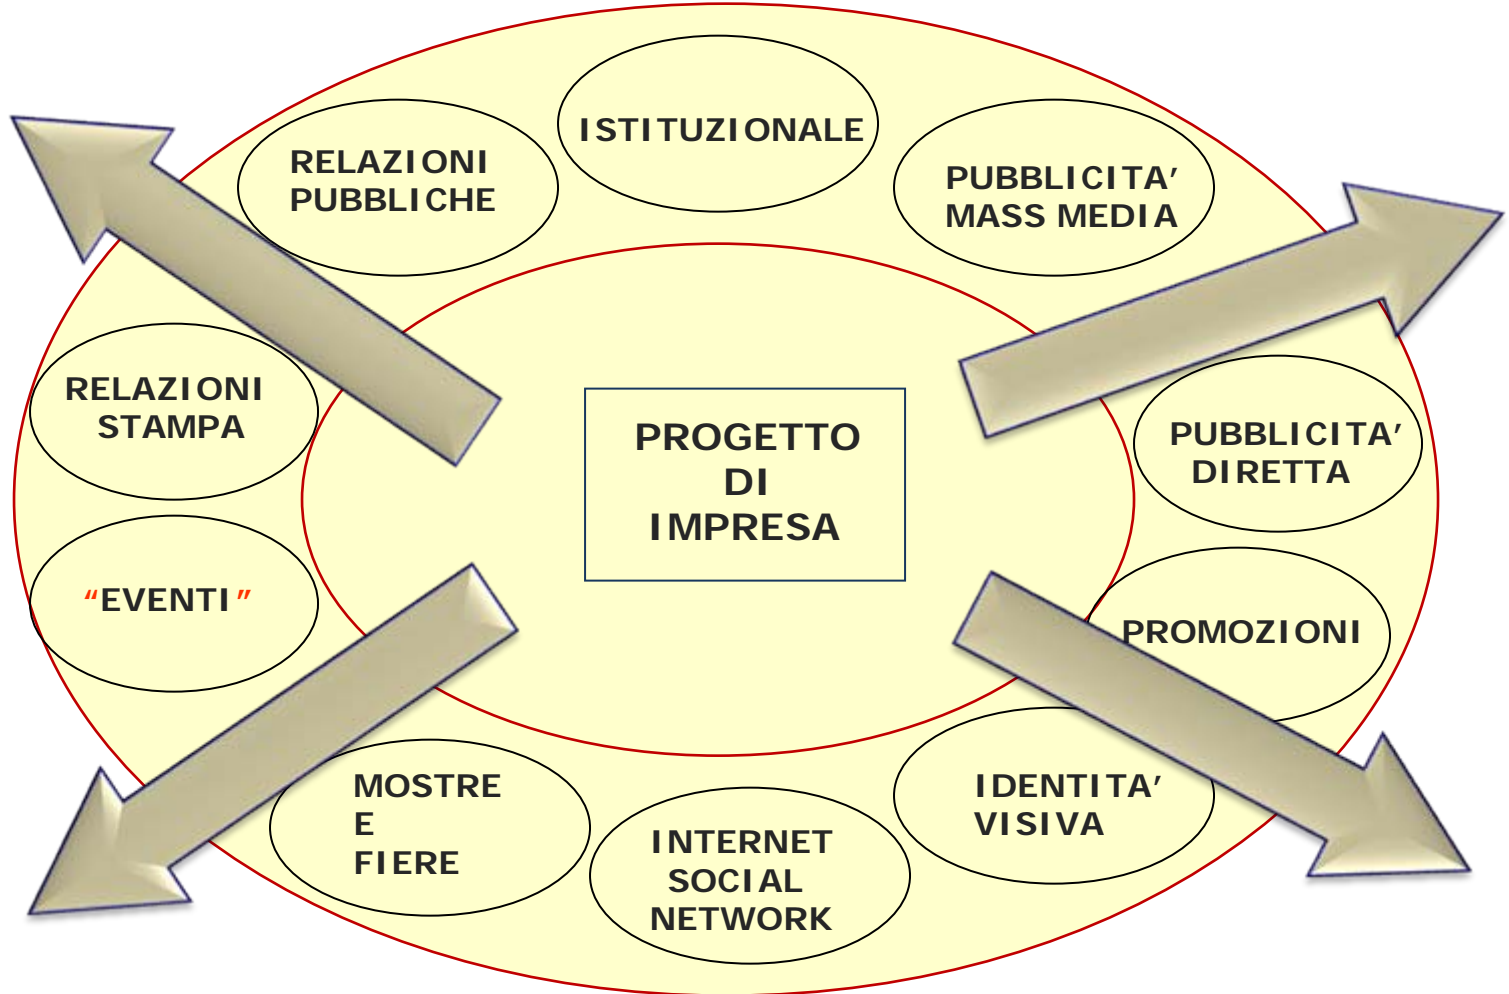 ISTITUZIONALE
RELAZIONI
PUBBLICHE
PUBBLICITA’
MASS MEDIA
RELAZIONI
STAMPA
PROGETTO
DI
IMPRESA
PUBBLICITA’
DIRETTA
“EVENTI”
PROMOZIONI
MOSTRE
E
FIERE
INTERNET
SOCIAL
NETWORK
IDENTITA’
VISIVA